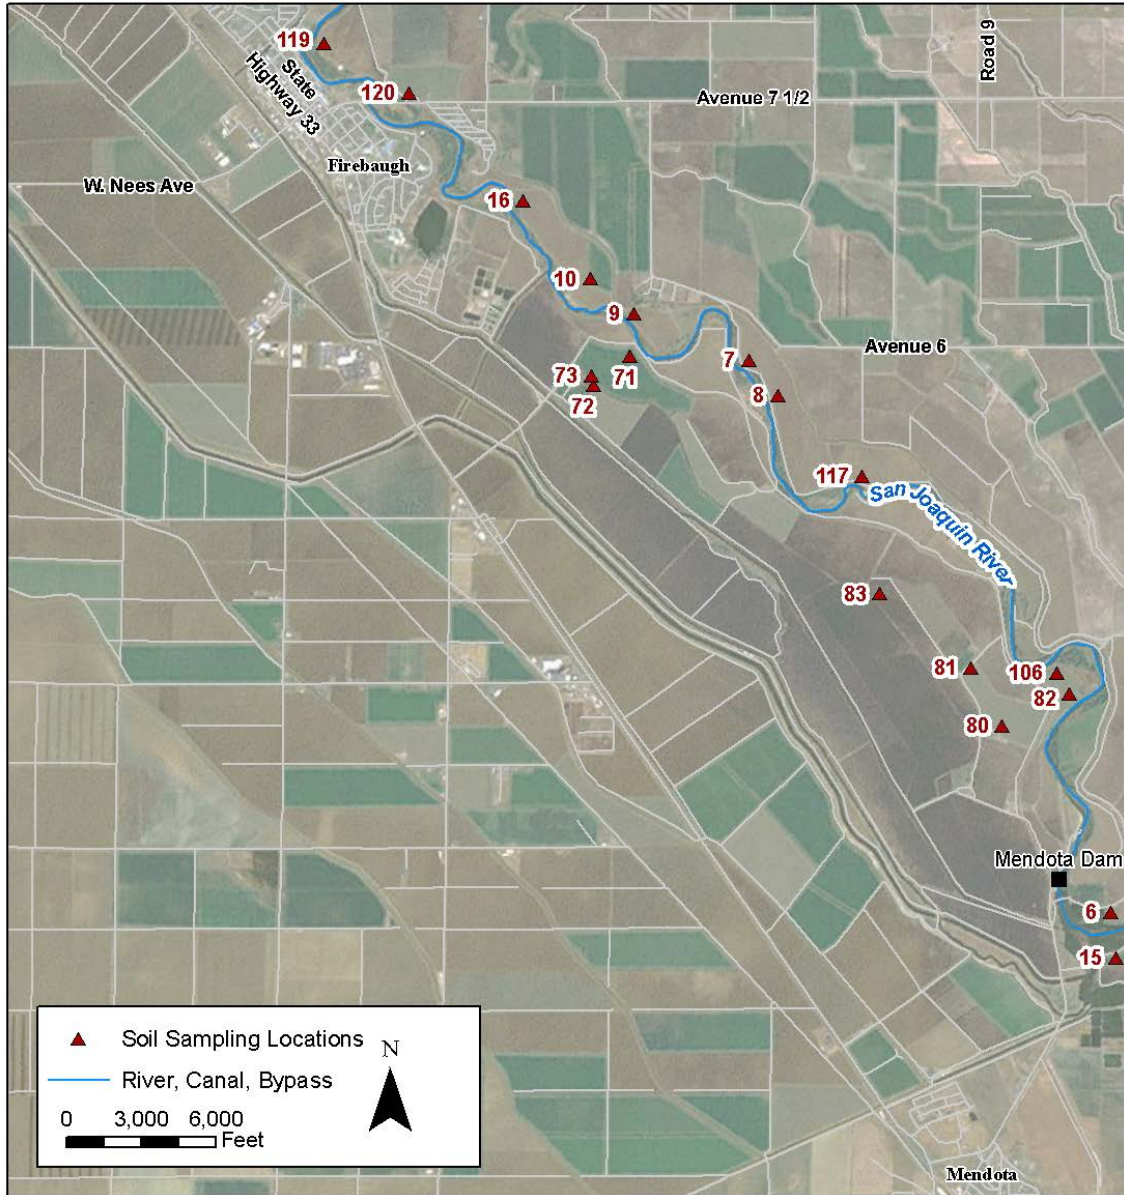 119
State
Highway 33
120
Road 9
Avenue 7 1/2
Firebaugh
W. Nees Ave
16
10
9
Avenue 6
7
71
73
72
8
117
San Joaquin River
83
81
106
82
80
Mendota Dam
6
15
Soil Sampling Locations
N
River, Canal, Bypass
0 3,000 6,000
Feet
Mendota